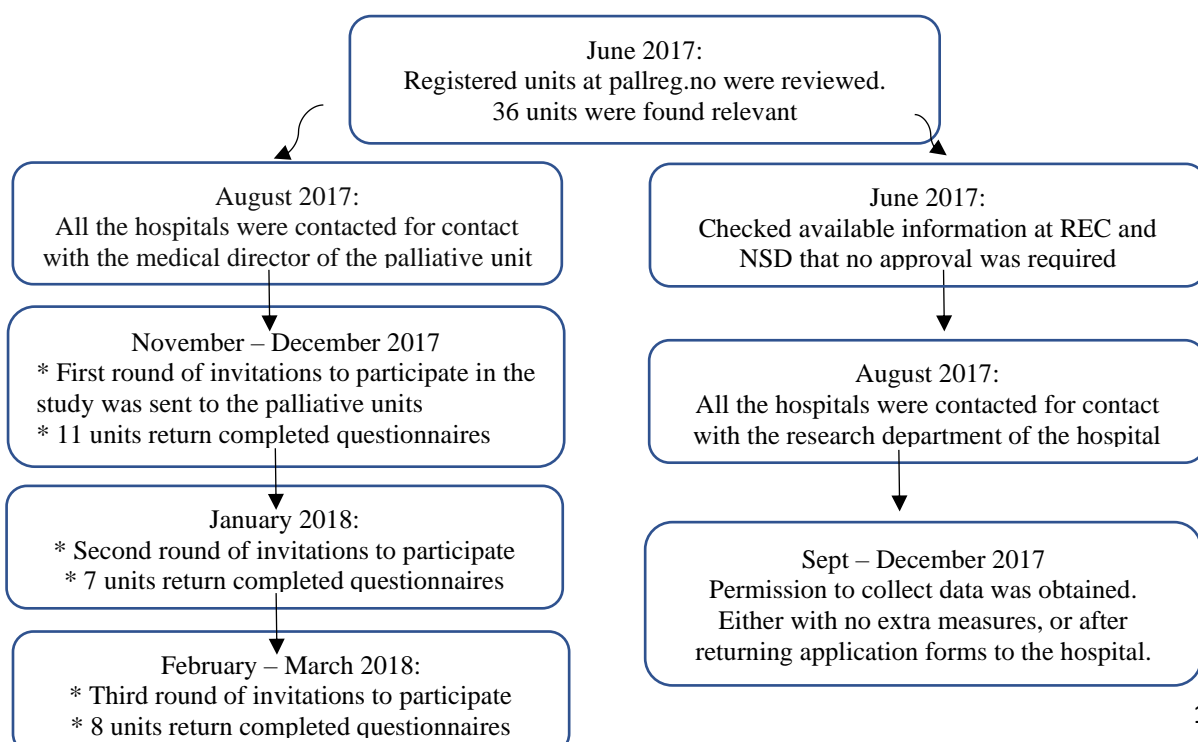 June 2017:
Registered units at pallreg.no were reviewed.
36 units were found relevant
August 2017:
All the hospitals were contacted for contact
with the medical director of the palliative unit
November – December 2017
* First round of invitations to participate in the
study was sent to the palliative units
* 11 units return completed questionnaires
January 2018:
* Second round of invitations to participate
* 7 units return completed questionnaires
February – March 2018:
* Third round of invitations to participate
* 8 units return completed questionnaires
June 2017:
Checked available information at REC and
NSD that no approval was required
August 2017:
All the hospitals were contacted for contact
with the research department of the hospital
Sept – December 2017
Permission to collect data was obtained.
Either with no extra measures, or after
returning application forms to the hospital.